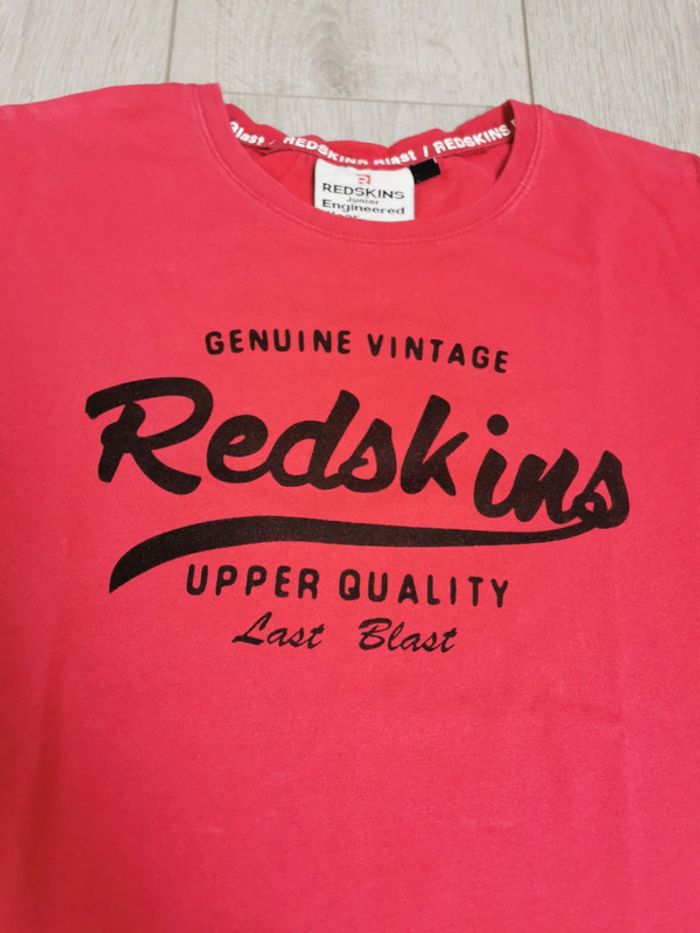 Blast / REDSKINS Blast / REDSKINS
REDSKINS
Junior
Engineered
GENUINE VINTAGE
Redskins
UPPER QUALITY
Last Blast